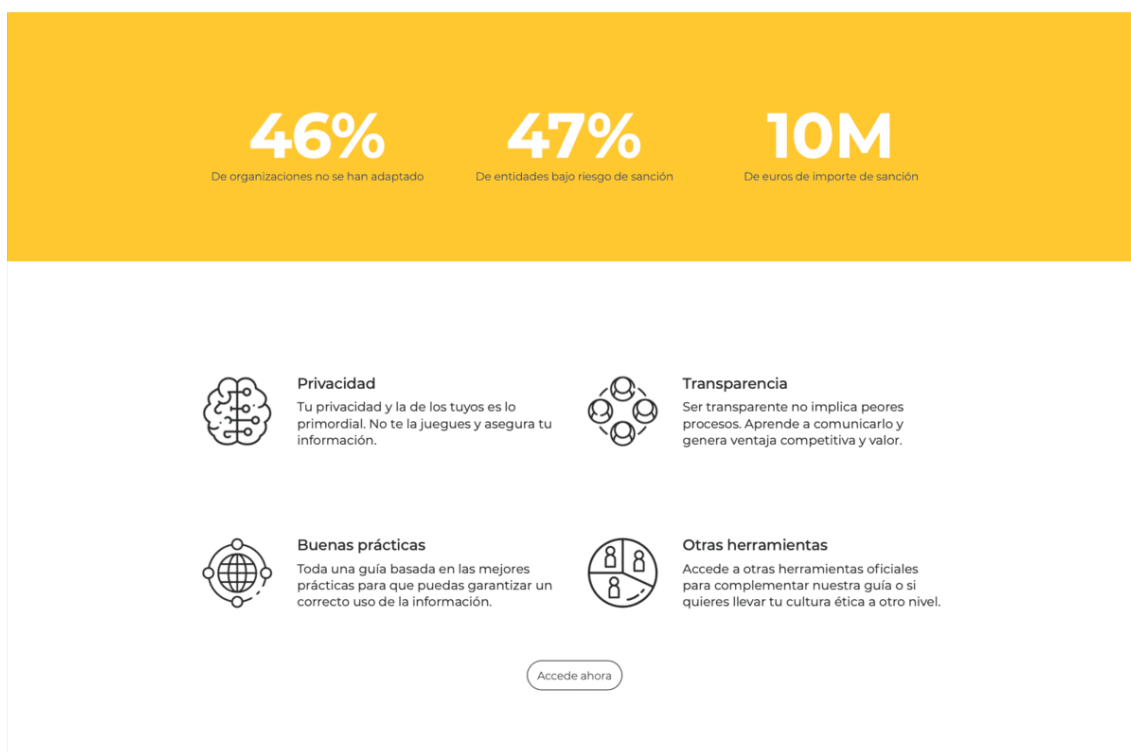 46%
De organizaciones no se han adaptado
47%
De entidades bajo riesgo de sanción
10M
De euros de importe de sanción
Privacidad
Tu privacidad y la de los tuyos es lo
primordial. No te la juegues y asegura tu
información.
Transparencia
Ser transparente no implica peores
procesos. Aprende a comunicarlo y
genera ventaja competitiva y valor.
Buenas prácticas
Toda una guía basada en las mejores
prácticas para que puedas garantizar un
correcto uso de la información.
Otras herramientas
Accede a otras herramientas oficiales
para complementar nuestra guía o si
quieres llevar tu cultura ética a otro nivel.
Accede ahora